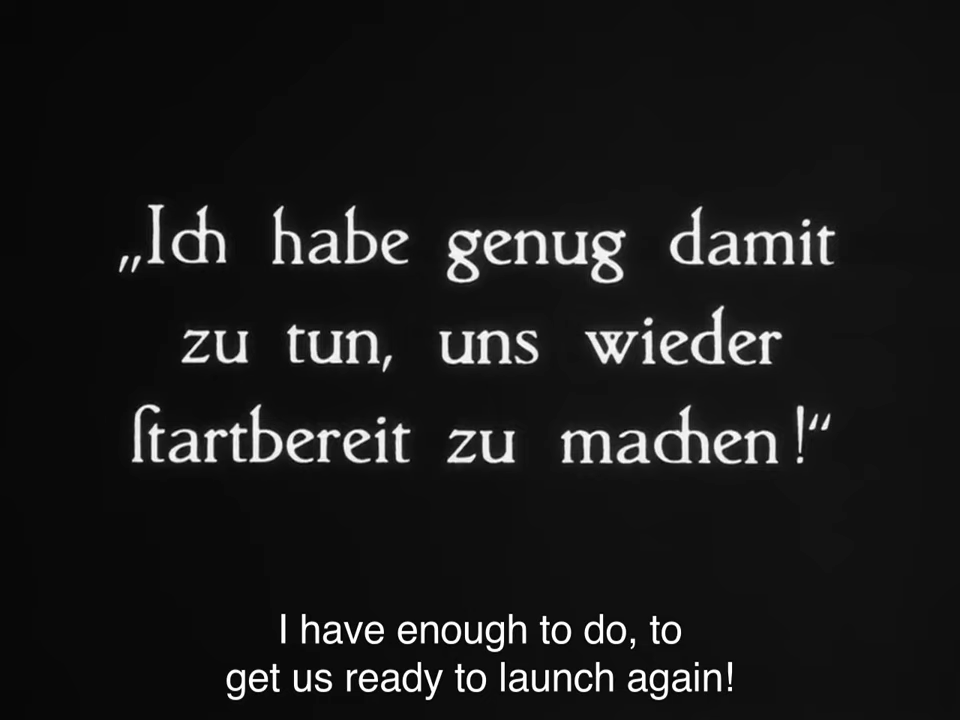 „Ich habe genug damit
zu tun, uns wieder
ſtartbereit zu machen!“
I have enough to do, to
get us ready to launch again!